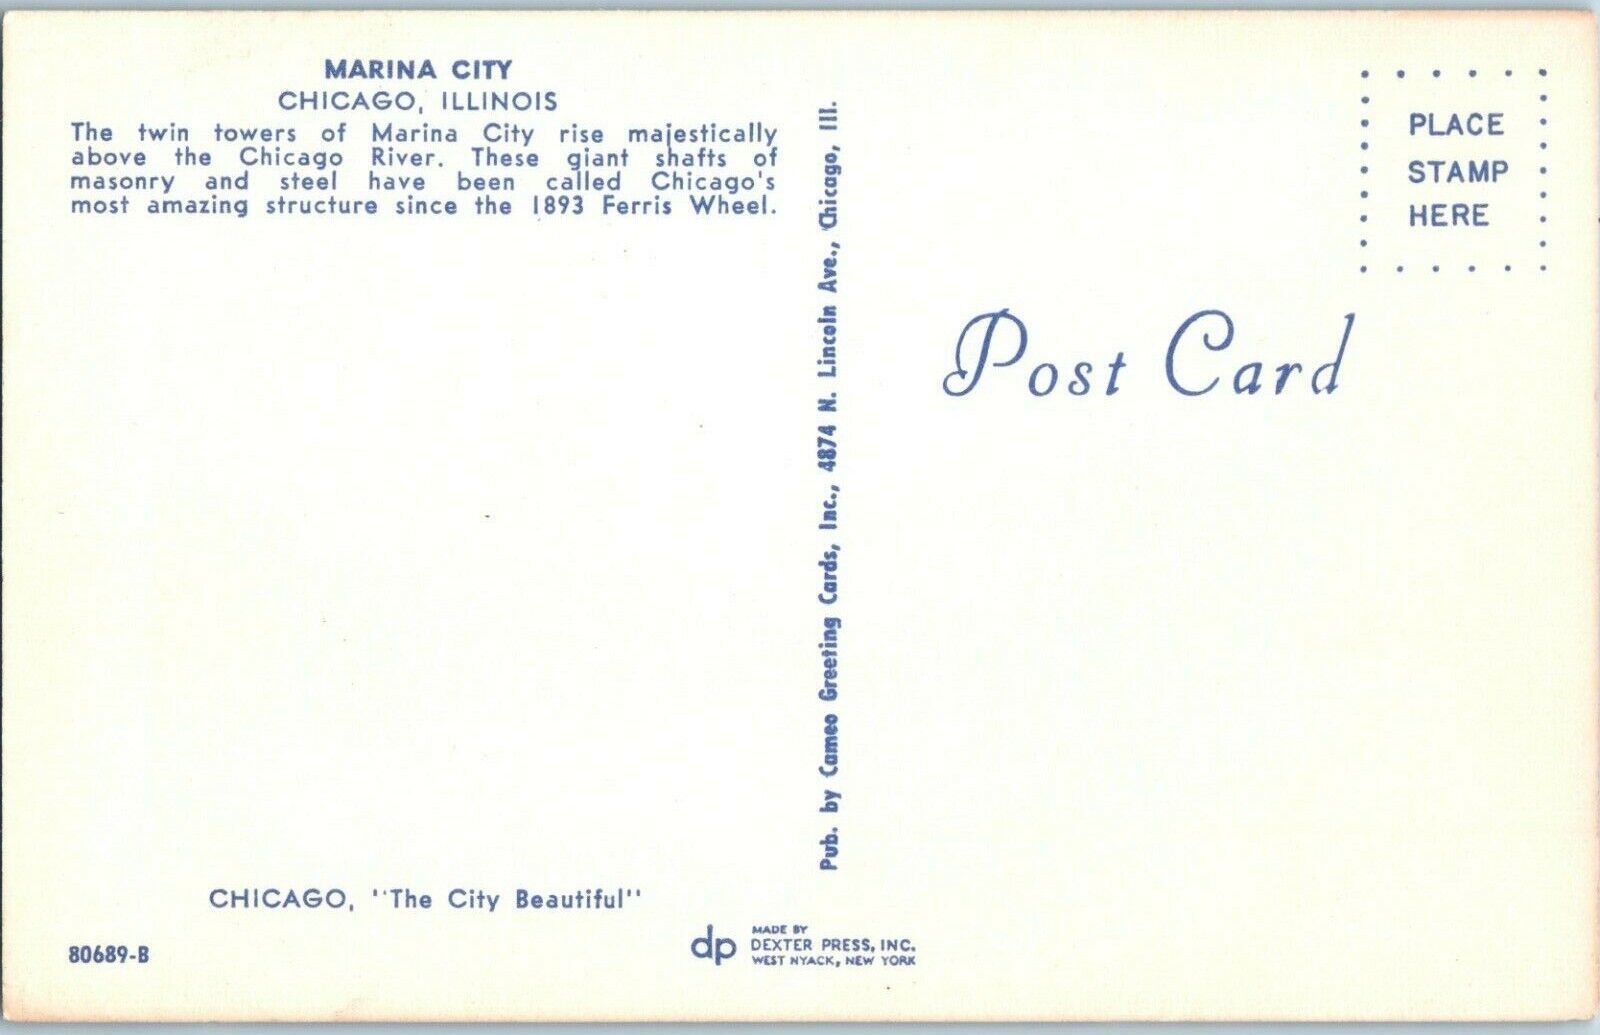 MARINA CITY
CHICAGO, ILLINOIS
The twin towers of Marina City rise majestically
above the Chicago River. These giant shafts of
masonry and steel have been called Chicago's
most amazing structure since the 1893 Ferris Wheel.
CHICAGO, "The City Beautiful"
80689-B
Pub. by Cameo Greeting Cards, Inc., 4874 N. Lincoln Ave., Chicago, Ill.
dp
MADE BY
DEXTER PRESS, INC.
WEST NYACK, NEW YORK
PLACE
STAMP
HERE
Post Card